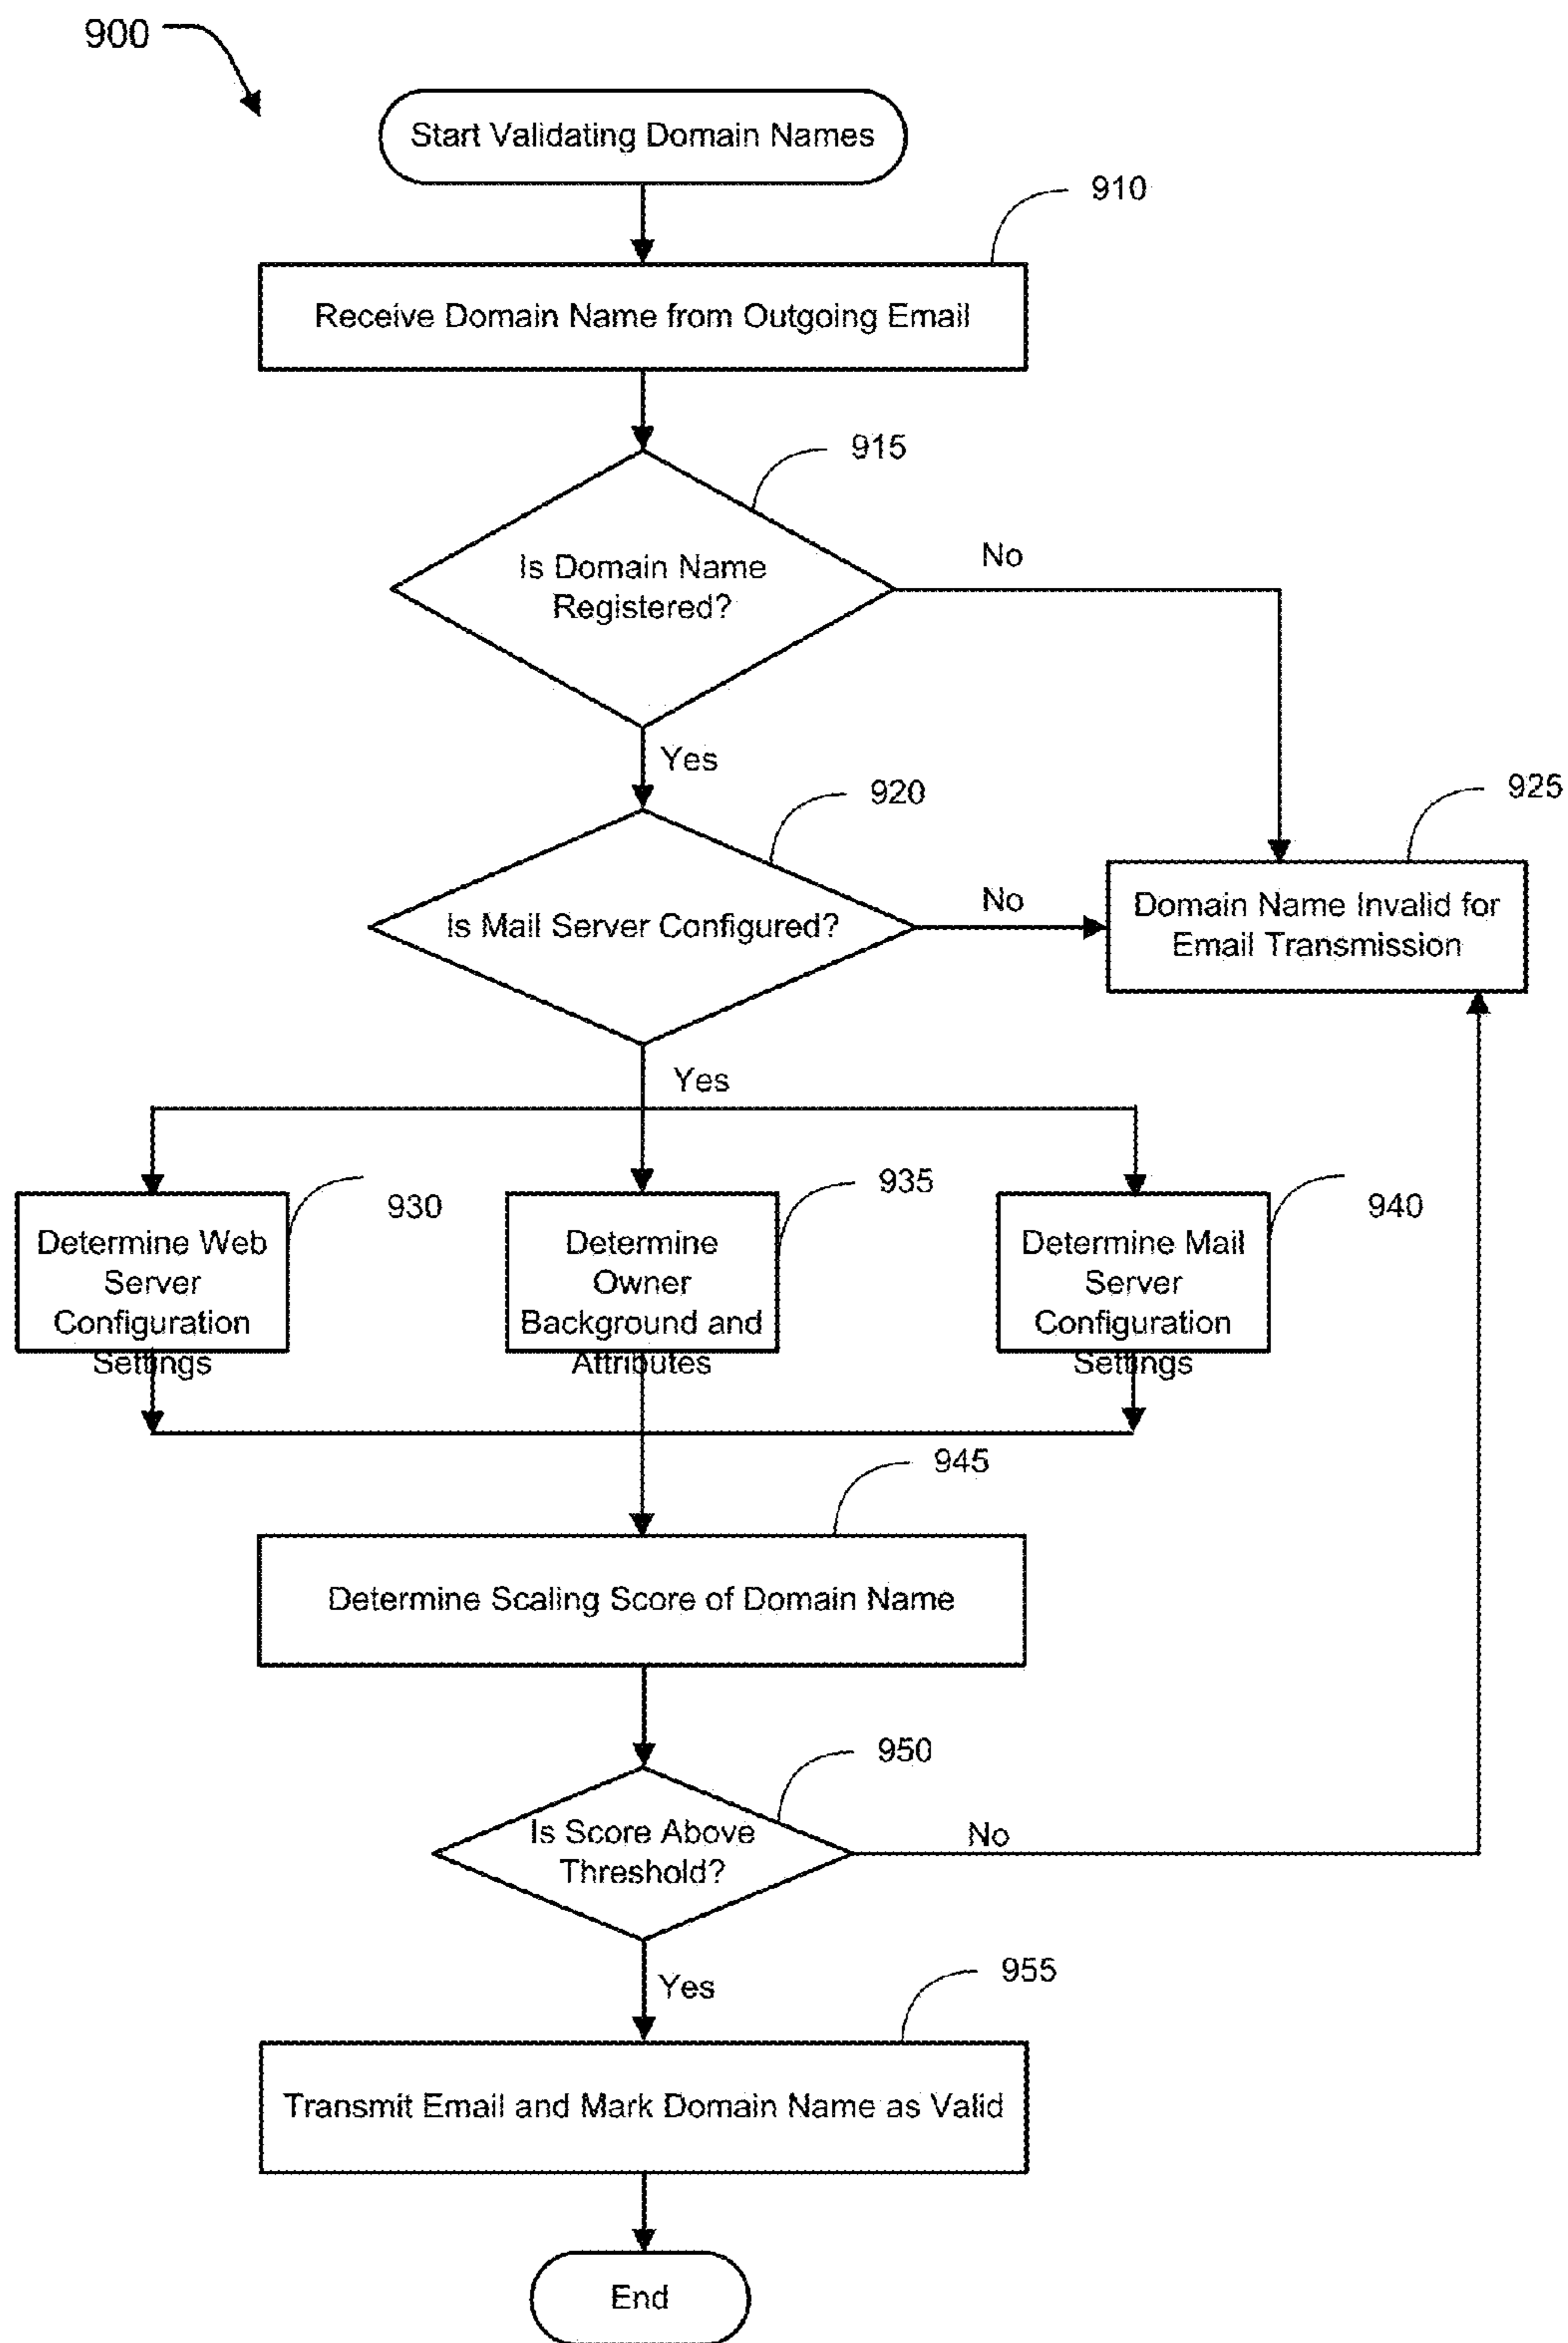 900
Start Validating Domain Names
910
Receive Domain Name from Outgoing Email
915
Is Domain Name
Registered?
No
Yes
920
925
Is Mail Server Configured?
No
Domain Name Invalid for
Email Transmission
Yes
930
935
940
Determine Web
Server
Configuration
Settings
Determine
Owner
Background and
Attributes
Determine Mail
Server
Configuration
Settings
945
Determine Scaling Score of Domain Name
950
Is Score Above
Threshold?
No
Yes
955
Transmit Email and Mark Domain Name as Valid
End